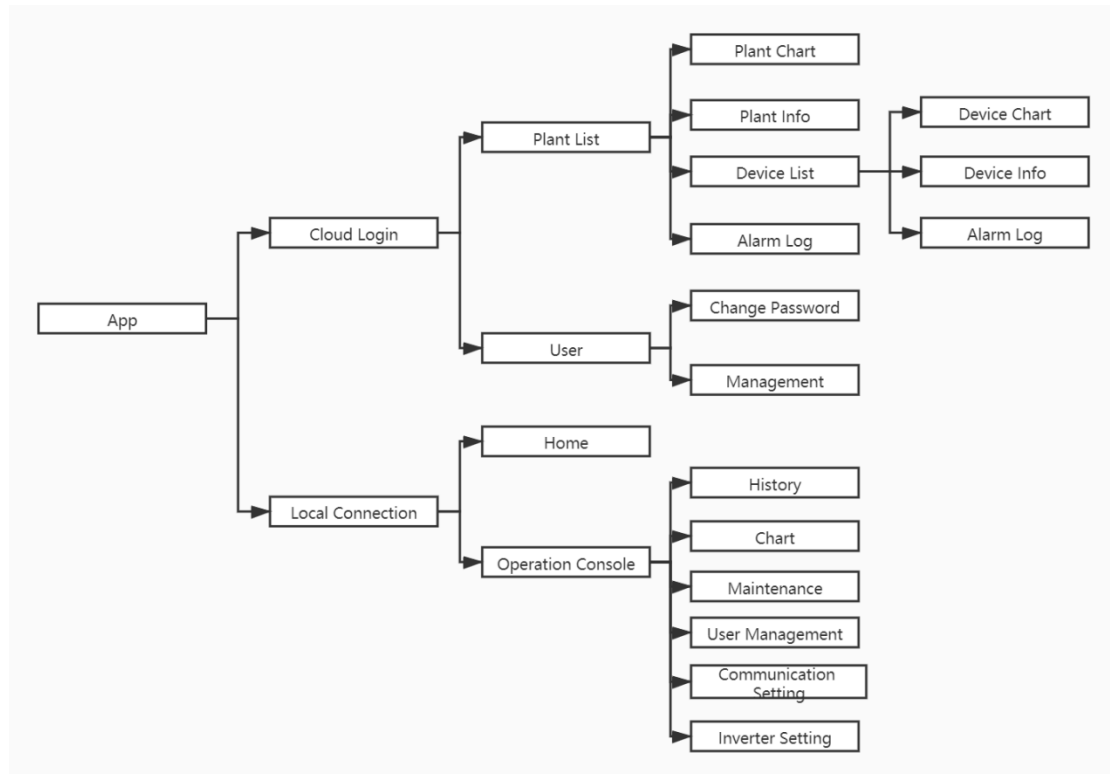 App
Cloud Login
Plant List
Plant Chart
Plant Info
Device List
Device Chart
Device Info
Alarm Log
Alarm Log
User
Change Password
Management
Local Connection
Home
Operation Console
History
Chart
Maintenance
User Management
Communication
Setting
Inverter Setting